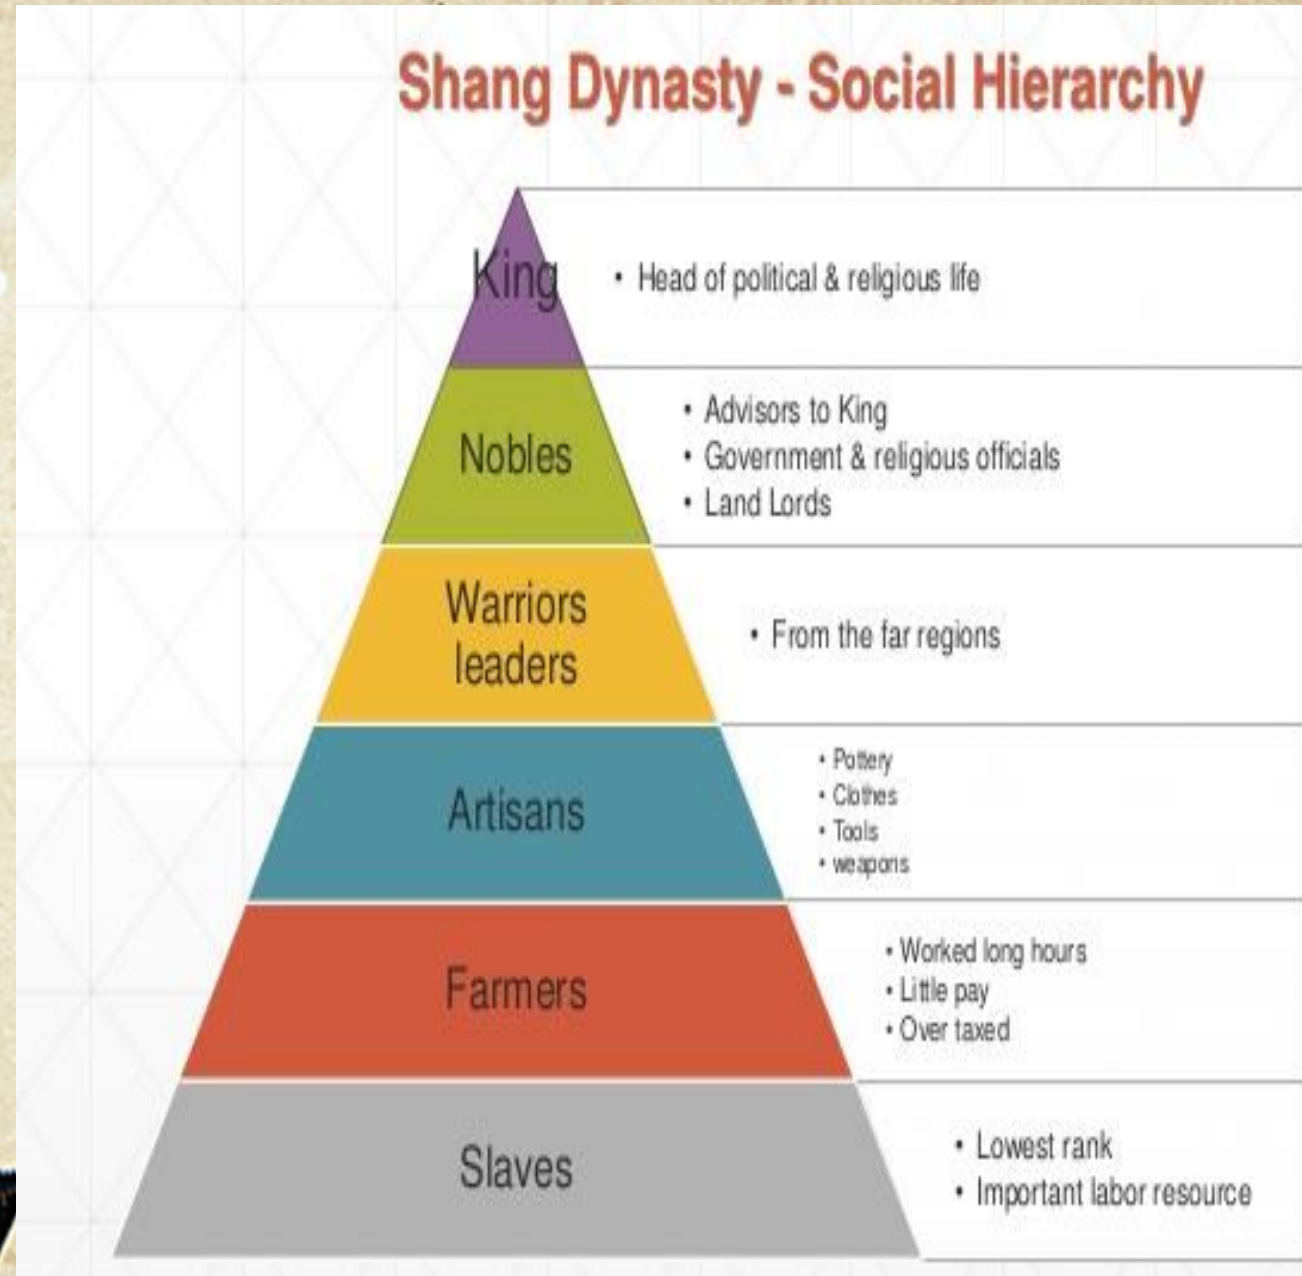 Shang Dynasty - Social Hierarchy
King
• Head of political & religious life
Nobles
• Advisors to King
• Government & religious officials
• Land Lords
Warriors
leaders
• From the far regions
Artisans
• Pottery
• Clothes
• Tools
• weapons
Farmers
• Worked long hours
• Little pay
• Over taxed
Slaves
• Lowest rank
• Important labor resource